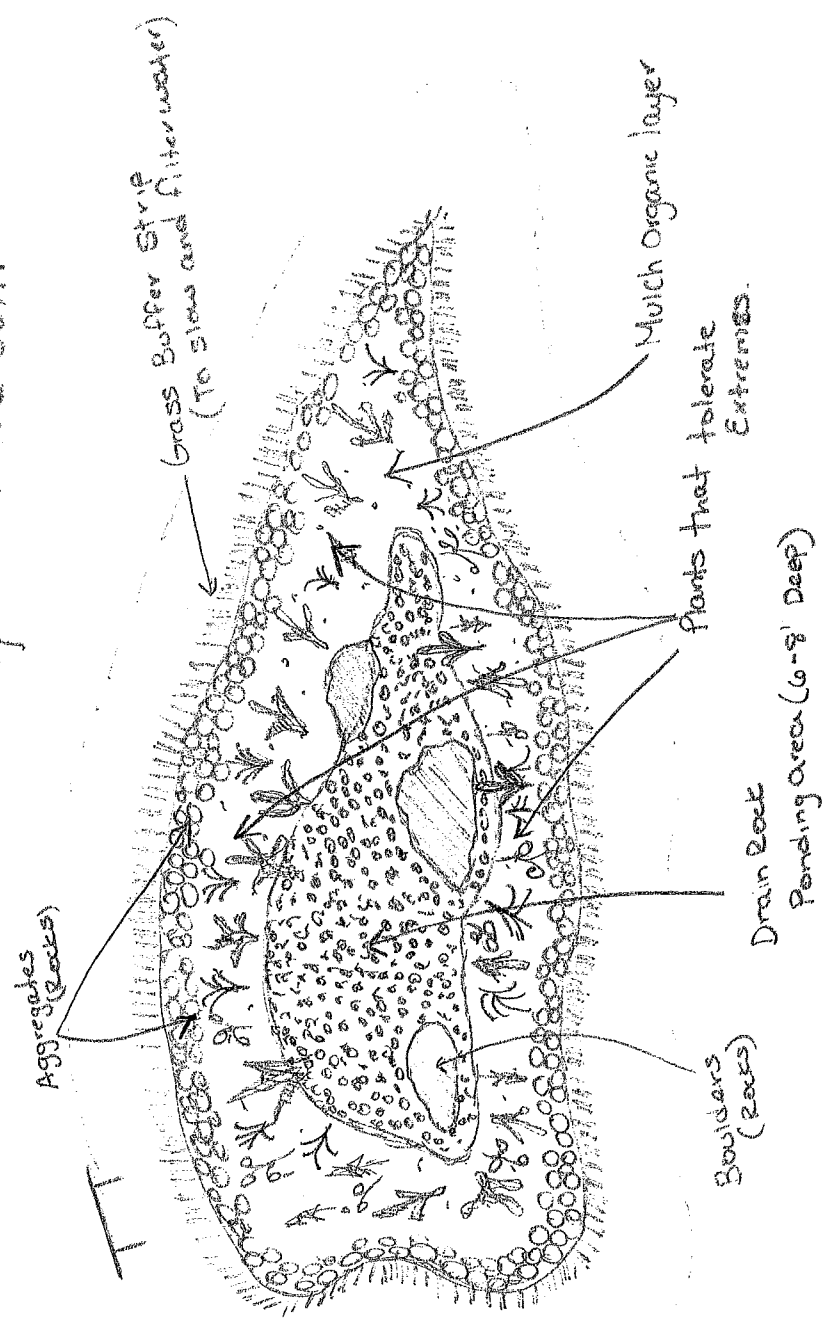 Grass Buffer Strip
(To slow and filter water)
Aggregates
(Rocks)
Mulch Organic layer
Plants that tolerate
Extremes.
Drain Rock
Ponding area (6-8' Deep)
Boulders
(Rocks)